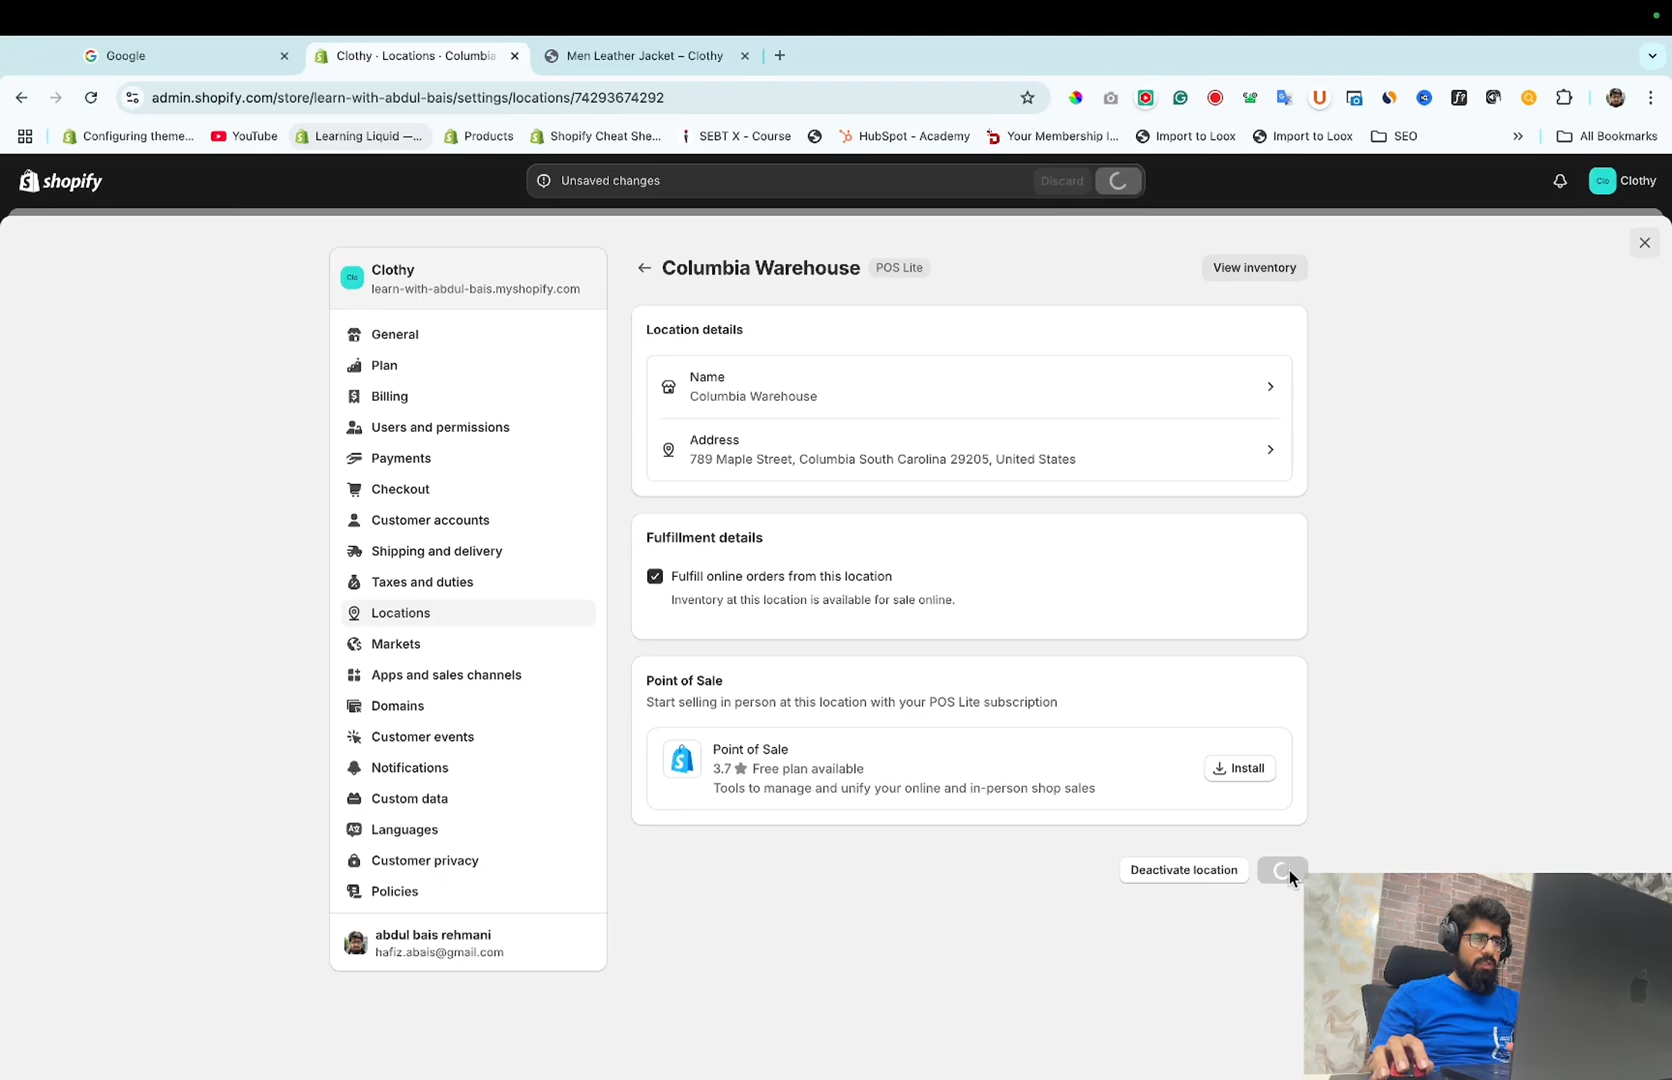 Google
Clothy · Locations · Columbia
Men Leather Jacket – Clothy
admin.shopify.com/store/learn-with-abdul-bais/settings/locations/74293674292
Configuring theme...
YouTube
Learning Liquid —...
Products
Shopify Cheat She...
SEBT X - Course
HubSpot - Academy
Your Membership I...
Import to Loox
Import to Loox
SEO
All Bookmarks
shopify
Unsaved changes
Discard
Clo
Clothy
Clo
Clothy
learn-with-abdul-bais.myshopify.com
General
Plan
Billing
Users and permissions
Payments
Checkout
Customer accounts
Shipping and delivery
Taxes and duties
Locations
Markets
Apps and sales channels
Domains
Customer events
Notifications
Custom data
Languages
Customer privacy
Policies
abdul bais rehmani
hafiz.abais@gmail.com
Columbia Warehouse
POS Lite
View inventory
Location details
Name
Columbia Warehouse
Address
789 Maple Street, Columbia South Carolina 29205, United States
Fulfillment details
Fulfill online orders from this location
Inventory at this location is available for sale online.
Point of Sale
Start selling in person at this location with your POS Lite subscription
Point of Sale
3.7 ★ Free plan available
Tools to manage and unify your online and in-person shop sales
Install
Deactivate location